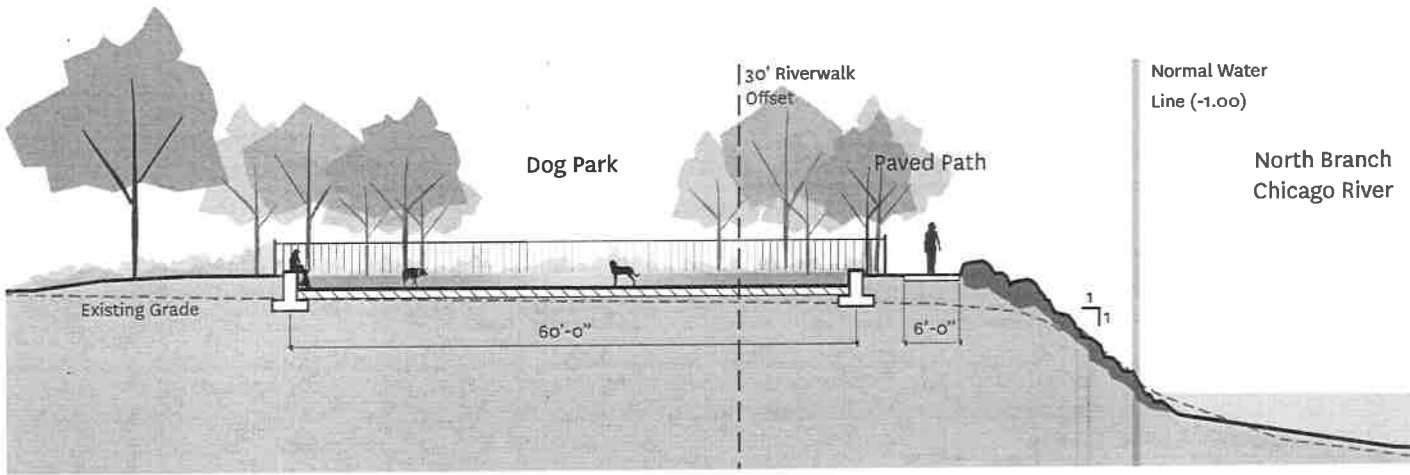 30' Riverwalk
Offset
Normal Water
Line (-1.00)
Dog Park
Paved Path
North Branch
Chicago River
Existing Grade
60'-0"
6'-0"
1
1